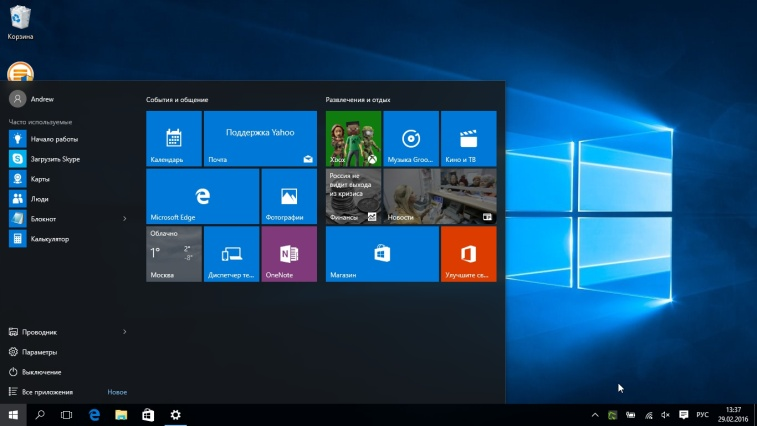 Корзина
Andrew
Часто используемые
Начало работы
Загрузить Skype
Карты
Люди
Блокнот
Калькулятор
Проводник
Параметры
Выключение
Все приложения
Новое
События и общение
Календарь
Поддержка Yahoo
Почта
Microsoft Edge
Фотографии
Облачно
1°
2°
-8°
Москва
Диспетчер те...
OneNote
Развлечения и отдых
Xbox
Музыка Groo...
Кино и ТВ
Россия не
видит выхода
из кризиса
Финансы
Новости
Магазин
Улучшите св...
РУС
13:37
29.02.2016